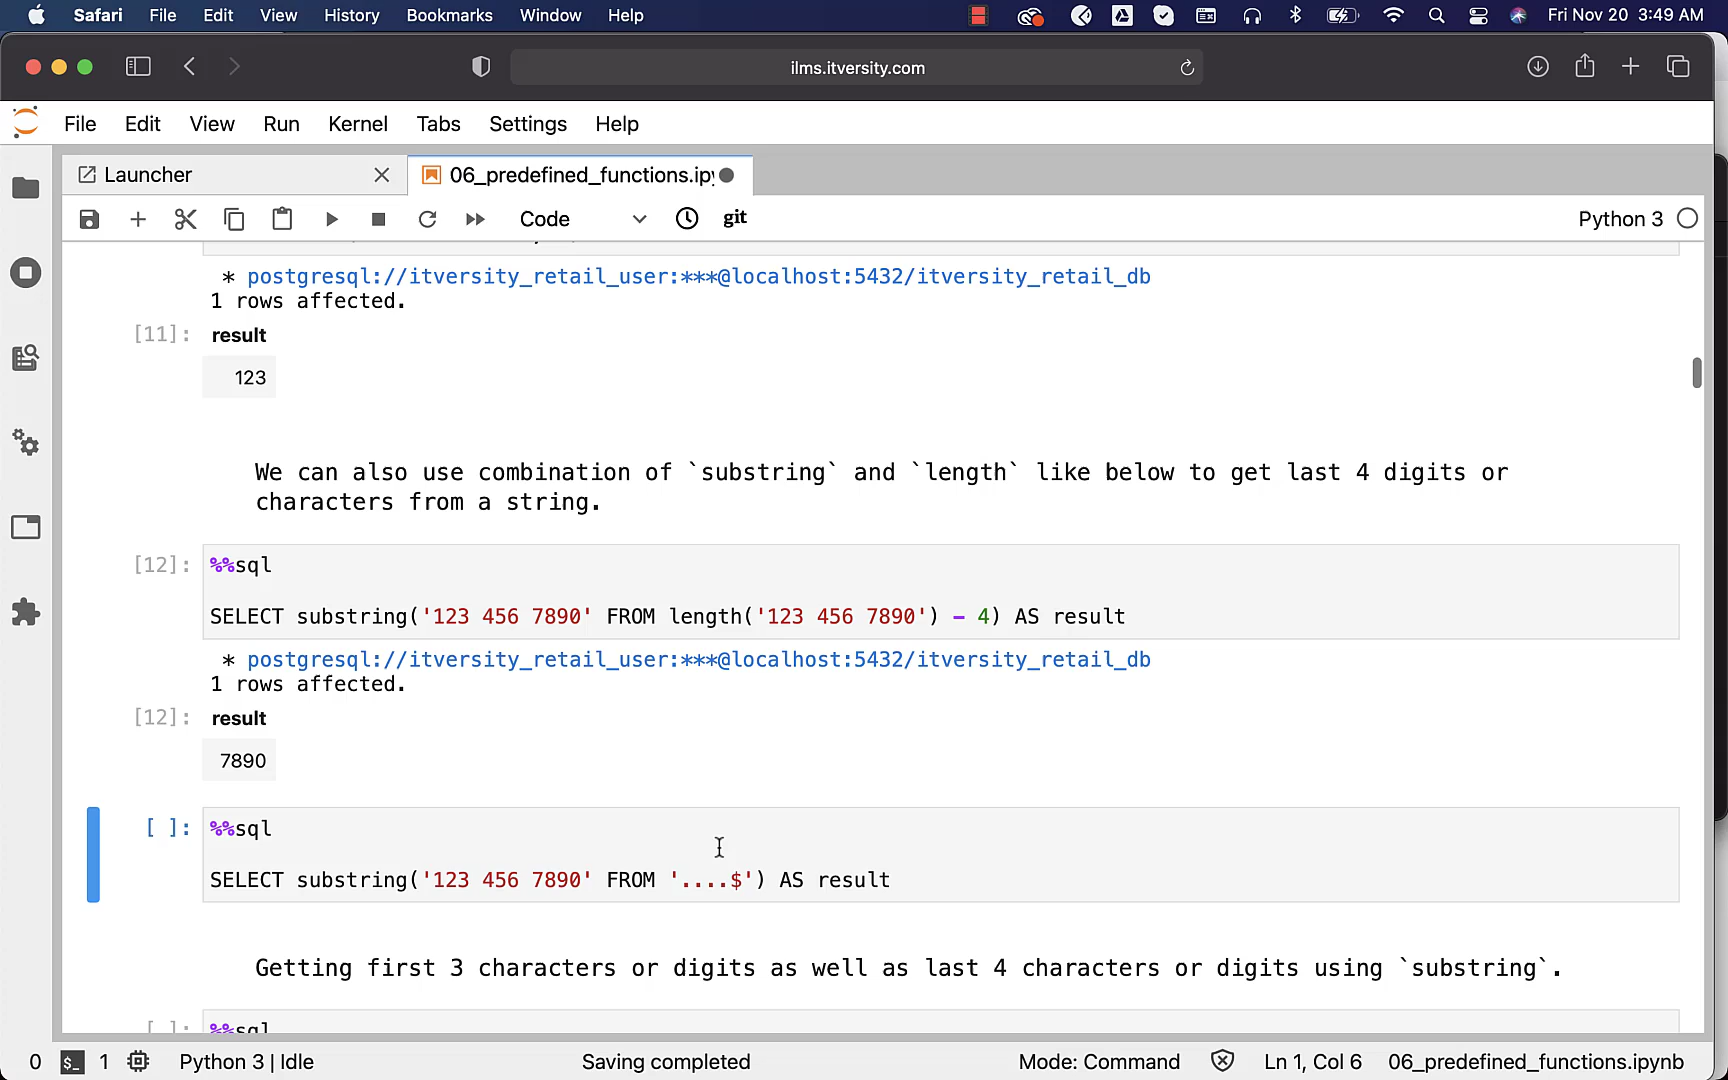 Safari File Edit View History Bookmarks Window Help Fri Nov 20 3:49 AM
ilms.itversity.com
File Edit View Run Kernel Tabs Settings Help
Launcher 06_predefined_functions.ipy
Code git Python 3
* postgresql://itversity_retail_user:***@localhost:5432/itversity_retail_db
1 rows affected.
[11]: result
123
We can also use combination of `substring` and `length` like below to get last 4 digits or
characters from a string.
[12]: %%sql
SELECT substring('123 456 7890' FROM length('123 456 7890') - 4) AS result
* postgresql://itversity_retail_user:***@localhost:5432/itversity_retail_db
1 rows affected.
[12]: result
7890
[ ]: %%sql
SELECT substring('123 456 7890' FROM '....$') AS result
Getting first 3 characters or digits as well as last 4 characters or digits using `substring`.
[ ]: %%sql
0 $_ 1 Python 3 | Idle Saving completed Mode: Command Ln 1, Col 6 06_predefined_functions.ipynb